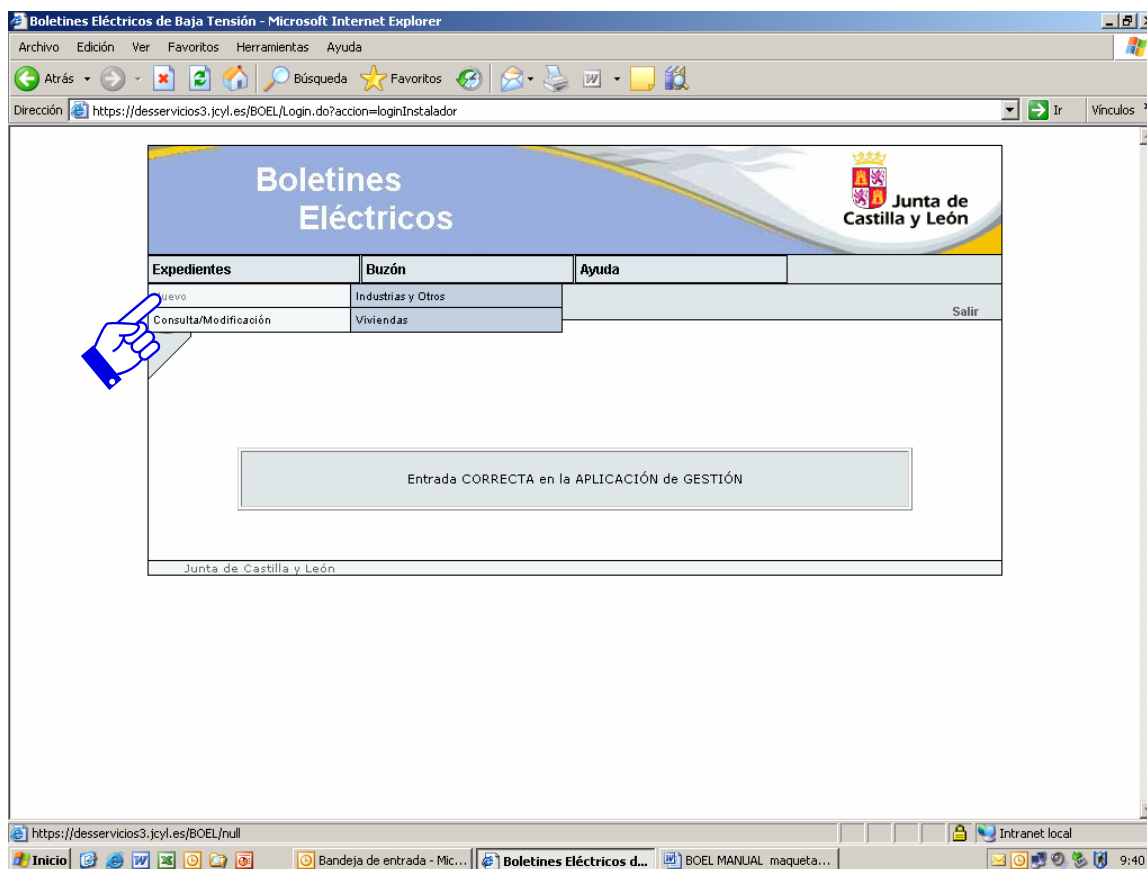 Boletines Eléctricos de Baja Tensión - Microsoft Internet Explorer
Archivo Edición Ver Favoritos Herramientas Ayuda
Atrás Búsqueda Favoritos
Dirección https://desservicios3.jcyl.es/BOEL/Login.do?accion=loginInstalador Ir Vínculos
Boletines
Eléctricos
Junta de
Castilla y León
Expedientes Buzón Ayuda
Nuevo Industrias y Otros
Salir
Consulta/Modificación Viviendas
Entrada CORRECTA en la APLICACIÓN de GESTIÓN
Junta de Castilla y León
https://desservicios3.jcyl.es/BOEL/null Intranet local
Inicio Bandeja de entrada - Mic... Boletines Eléctricos d... BOEL MANUAL maqueta... 9:40